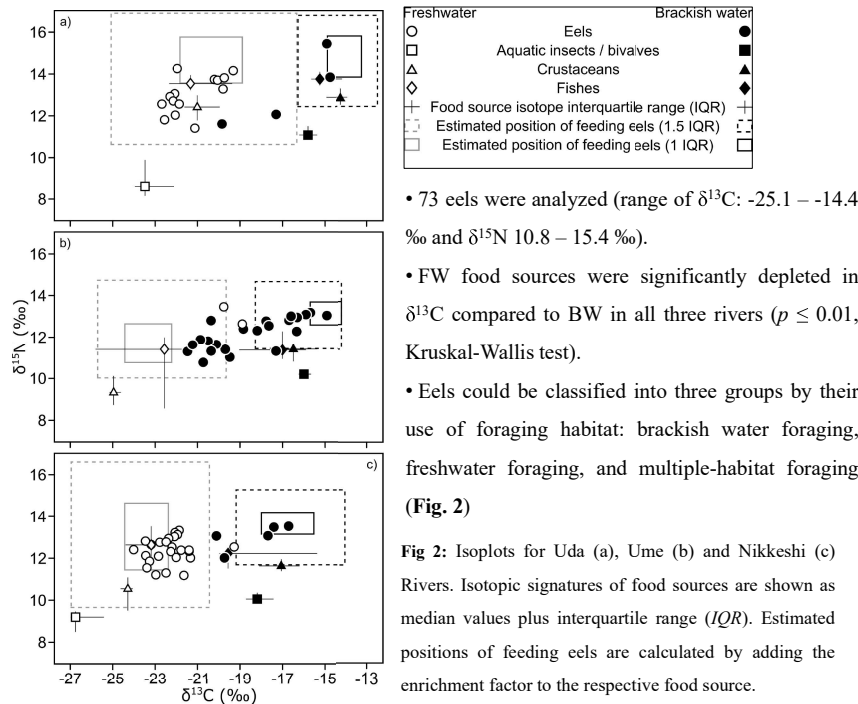 a)
16
14
12
10
8
b)
16
14
12
10
8
δ¹⁵N (‰)
c)
16
14
12
10
8
-27 -25 -23 -21 -19 -17 -15 -13
δ¹³C (‰)
Freshwater Brackish water
Eels
Aquatic insects / bivalves
Crustaceans
Fishes
Food source isotope interquartile range (IQR)
Estimated position of feeding eels (1.5 IQR)
Estimated position of feeding eels (1 IQR)
• 73 eels were analyzed (range of δ¹³C: -25.1 – -14.4
‰ and δ¹⁵N 10.8 – 15.4 ‰).
• FW food sources were significantly depleted in
δ¹³C compared to BW in all three rivers (p ≤ 0.01,
Kruskal-Wallis test).
• Eels could be classified into three groups by their
use of foraging habitat: brackish water foraging,
freshwater foraging, and multiple-habitat foraging
(Fig. 2)
Fig 2: Isoplots for Uda (a), Ume (b) and Nikkeshi (c)
Rivers. Isotopic signatures of food sources are shown as
median values plus interquartile range (IQR). Estimated
positions of feeding eels are calculated by adding the
enrichment factor to the respective food source.